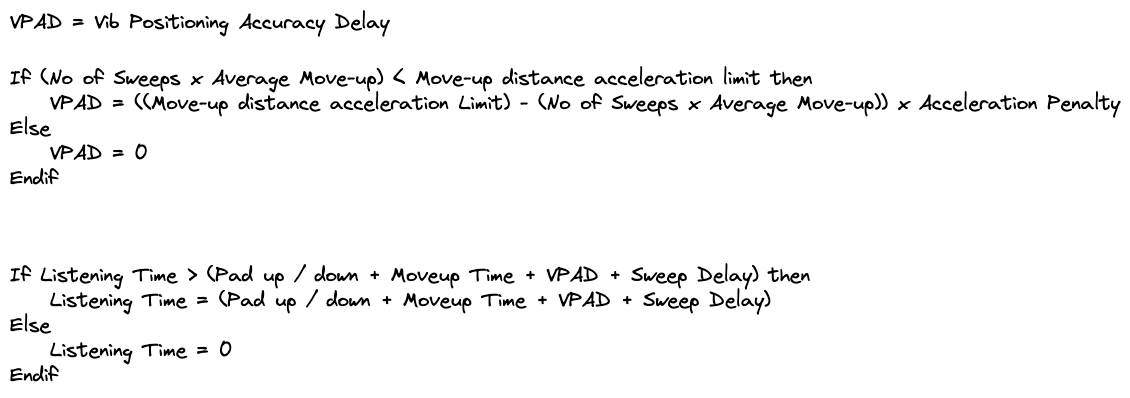 VPAD = Vib Positioning Accuracy Delay
If (No of Sweeps x Average Move-up) < Move-up distance acceleration limit then
VPAD = ((Move-up distance acceleration Limit) - (No of Sweeps x Average Move-up)) x Acceleration Penalty
Else
VPAD = 0
Endif
If Listening Time > (Pad up / down + Moveup Time + VPAD + Sweep Delay) then
Listening Time = (Pad up / down + Moveup Time + VPAD + Sweep Delay)
Else
Listening Time = 0
Endif